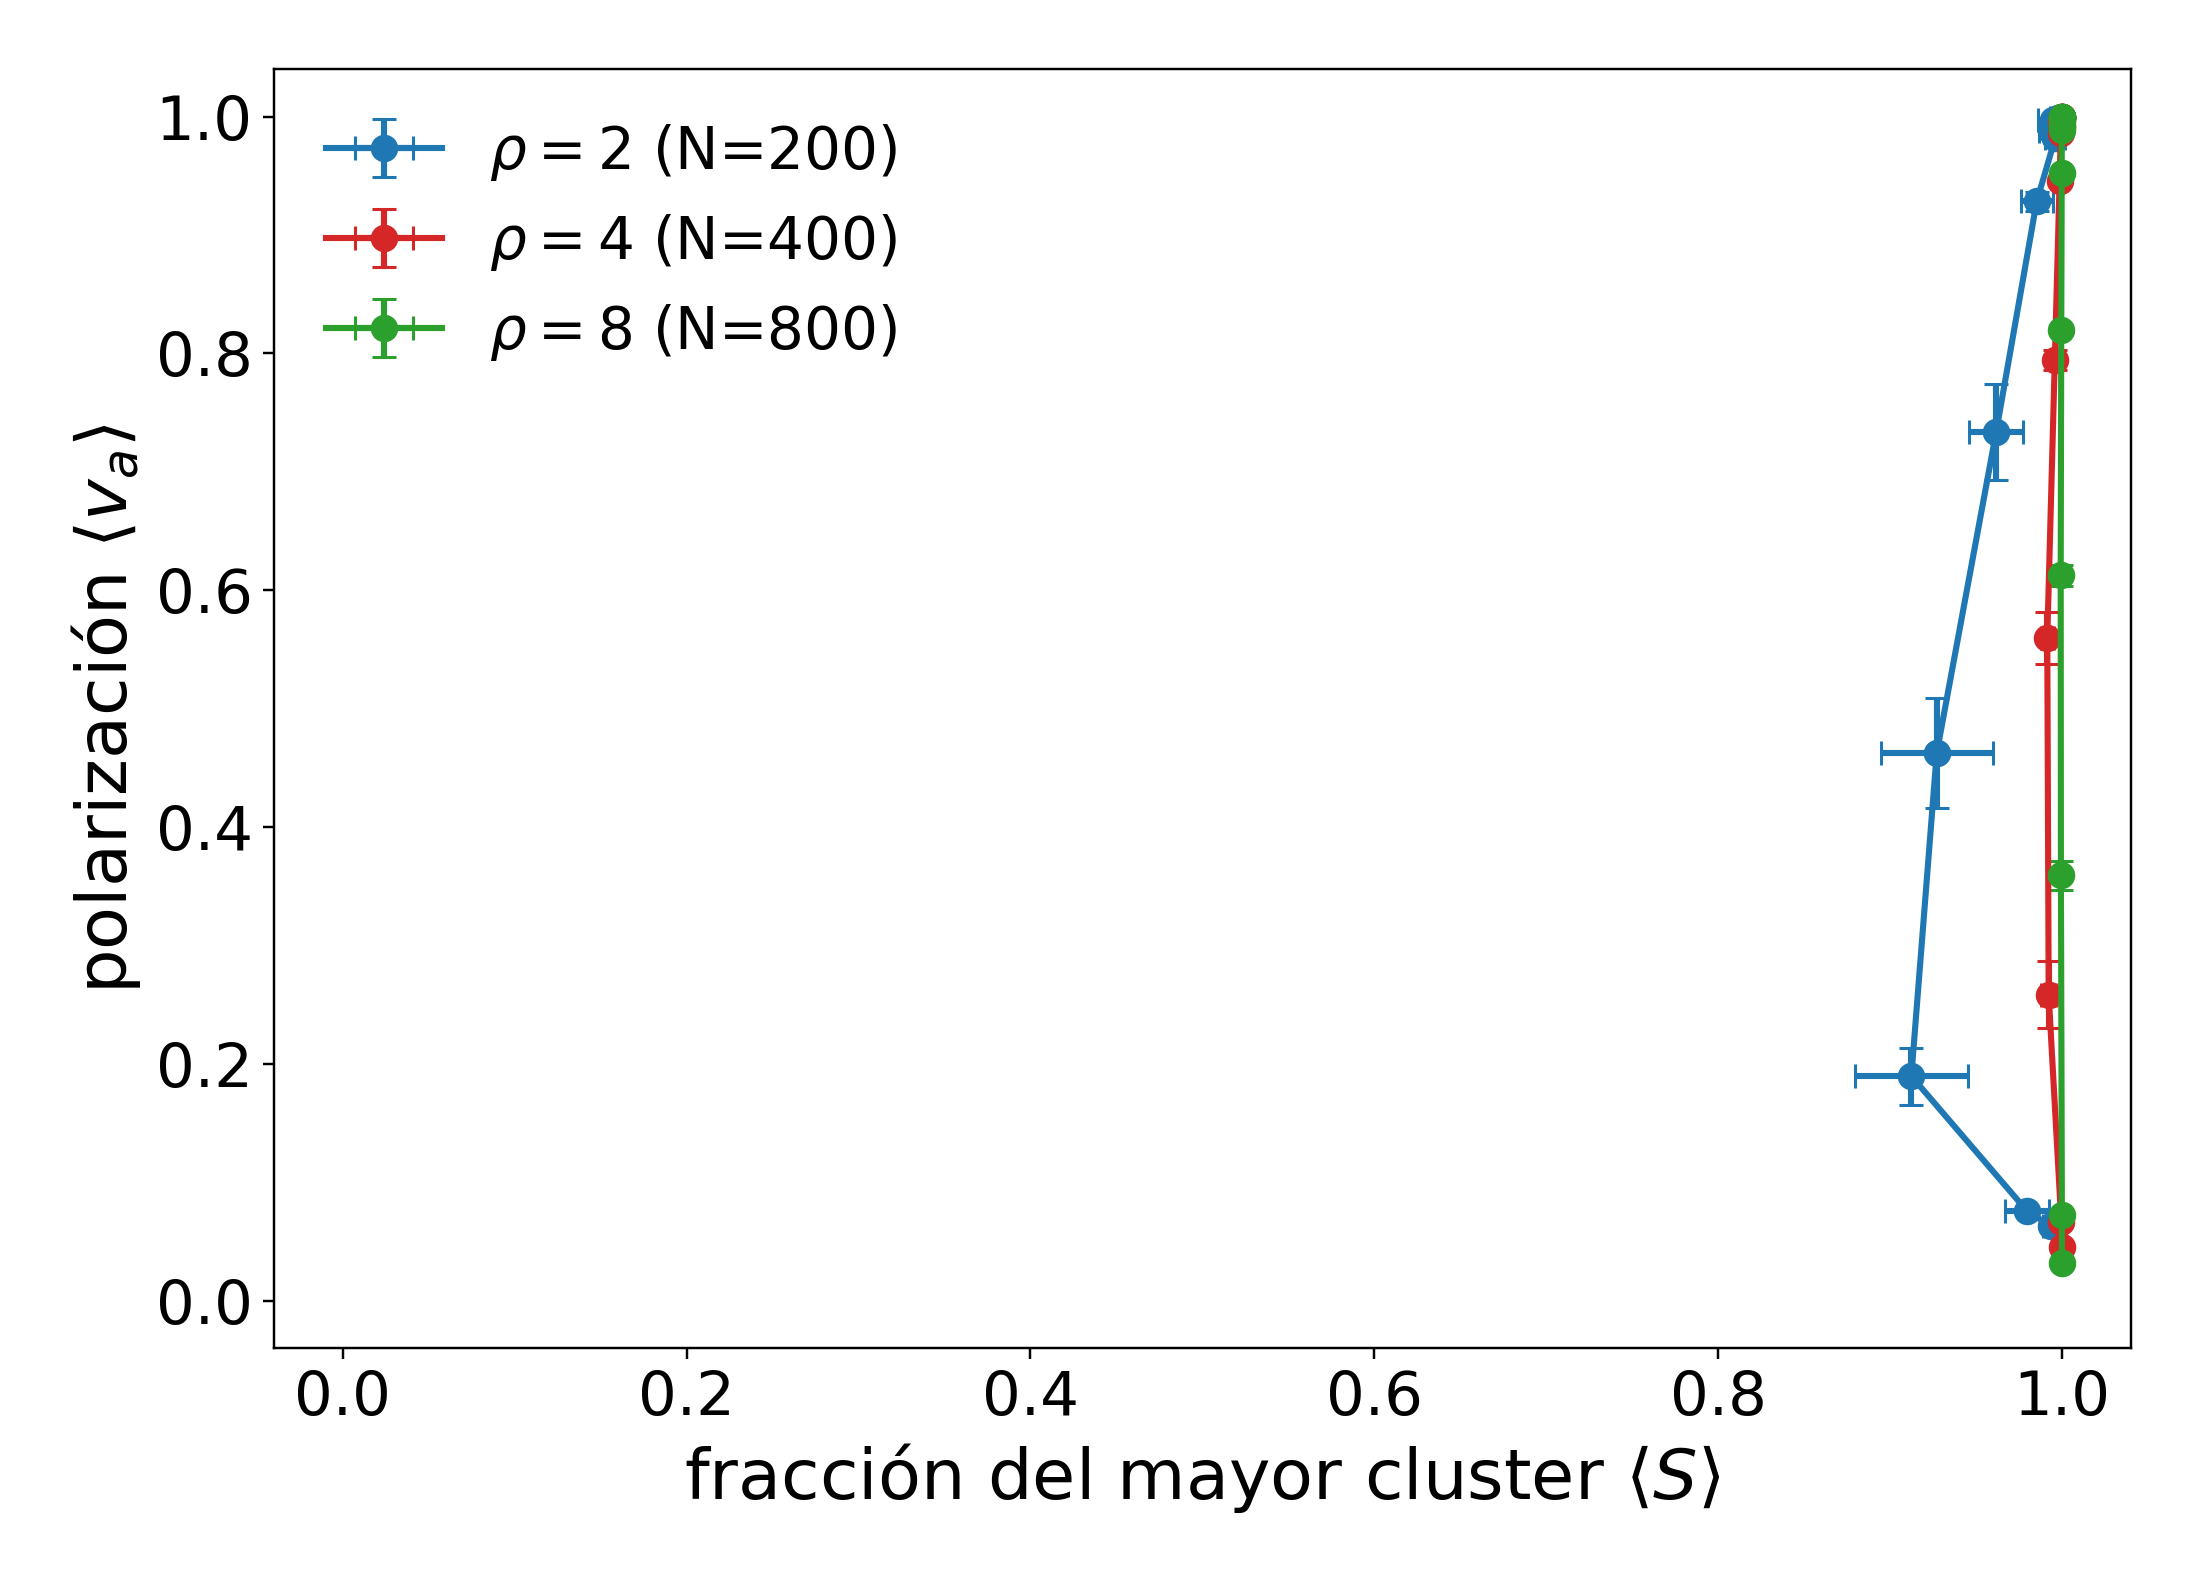 ρ = 2 (N=200)
ρ = 4 (N=400)
ρ = 8 (N=800)
polarización ⟨vₐ⟩
1.0
0.8
0.6
0.4
0.2
0.0
0.0 0.2 0.4 0.6 0.8 1.0
fracción del mayor cluster ⟨S⟩